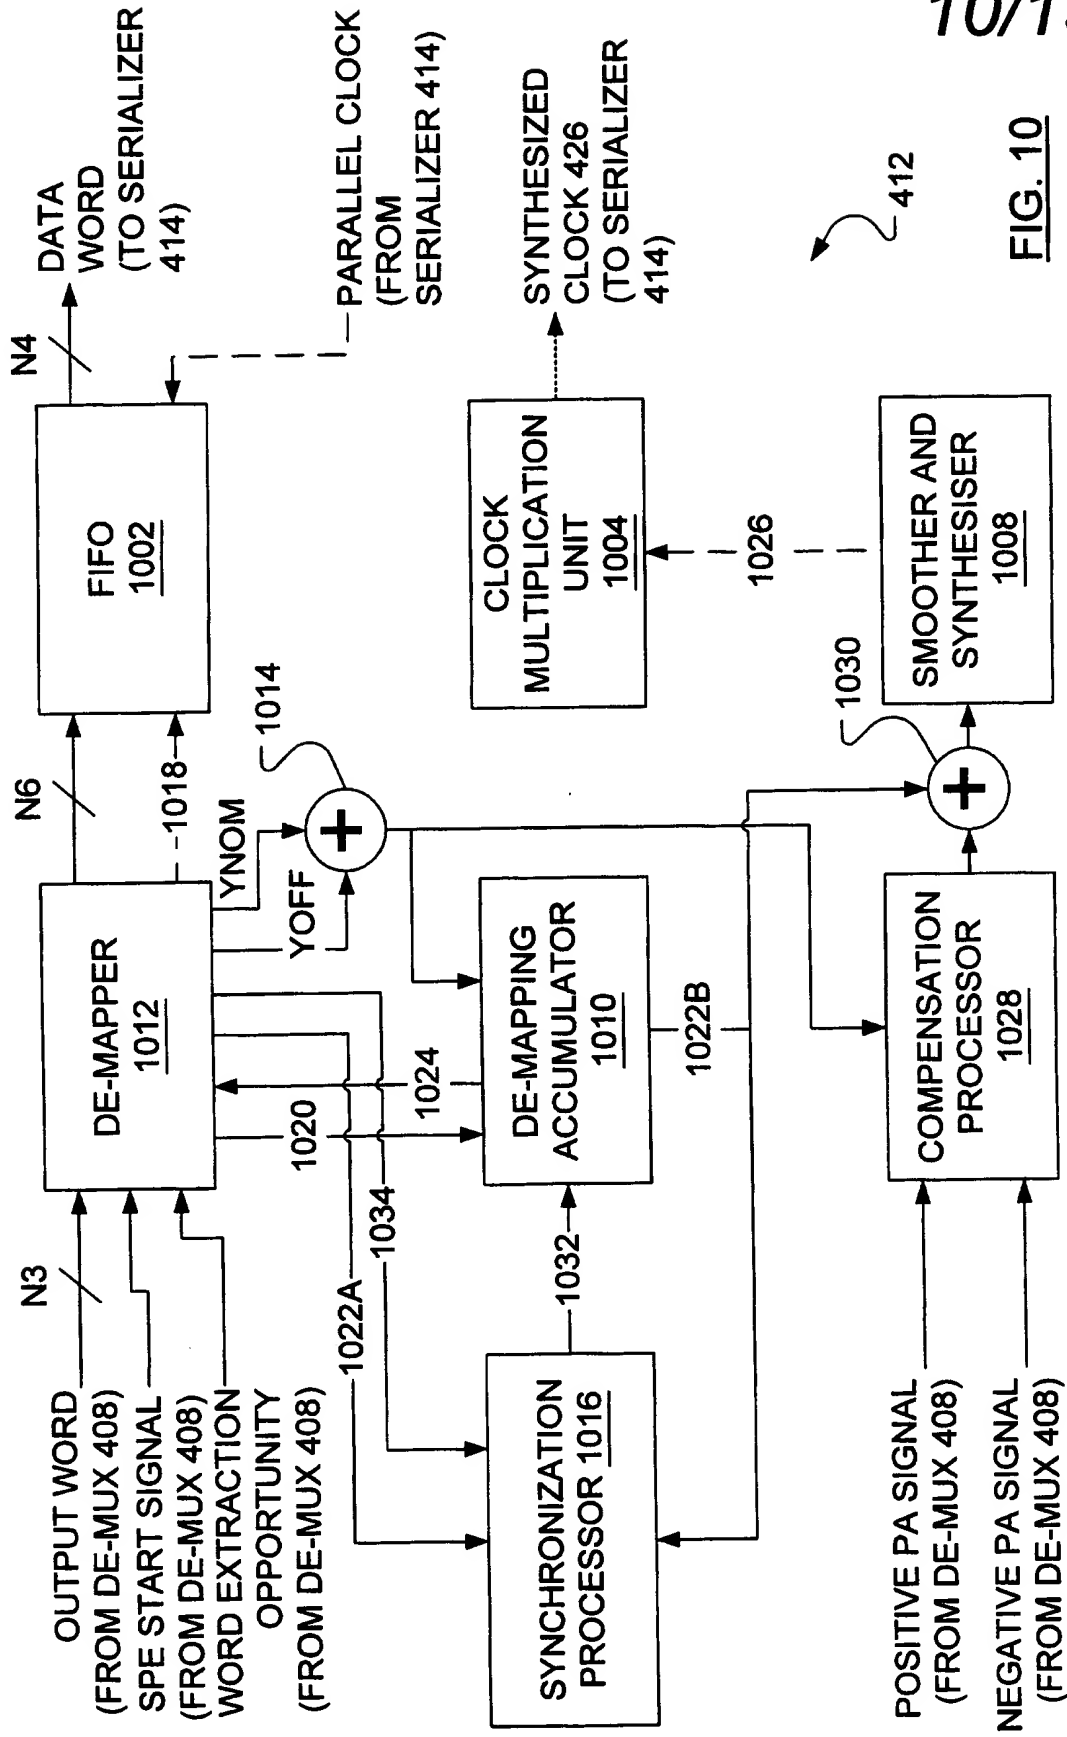 10/1
OUTPUT WORD
(FROM DE-MUX 408)
SPE START SIGNAL
(FROM DE-MUX 408)
WORD EXTRACTION
OPPORTUNITY
(FROM DE-MUX 408)
N3
DE-MAPPER
1012
N6
1018
FIFO
1002
N4
DATA
WORD
(TO SERIALIZER
414)
PARALLEL CLOCK
(FROM
SERIALIZER 414)
YNOM
YOFF
+
1014
1022A
1034
1020
1024
SYNCHRONIZATION
PROCESSOR 1016
1032
DE-MAPPING
ACCUMULATOR
1010
1022B
CLOCK
MULTIPLICATION
UNIT
1004
SYNTHESIZED
CLOCK 426
(TO SERIALIZER
414)
1026
POSITIVE PA SIGNAL
(FROM DE-MUX 408)
NEGATIVE PA SIGNAL
(FROM DE-MUX 408)
COMPENSATION
PROCESSOR
1028
+
1030
SMOOTHER AND
SYNTHESISER
1008
412
FIG. 10